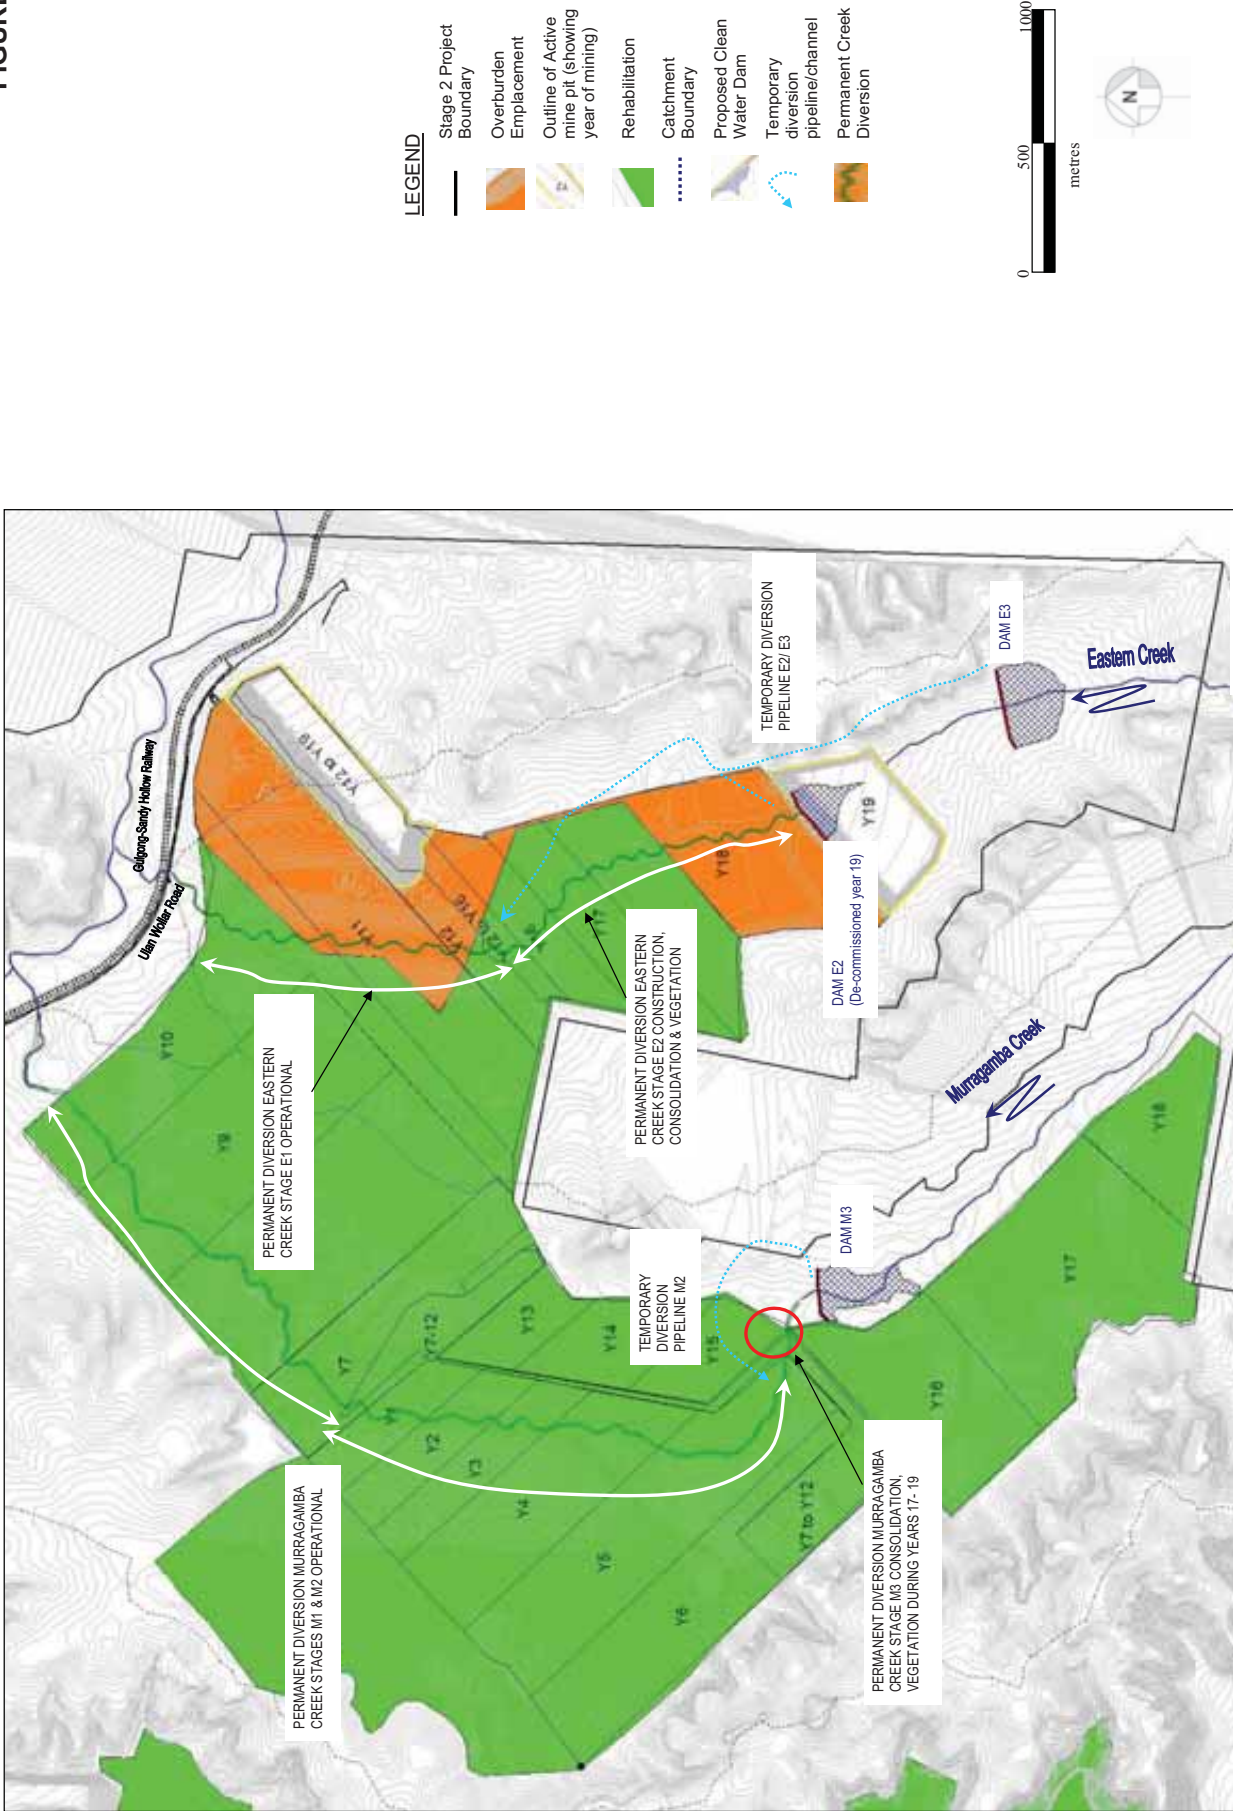 LEGEND
Stage 2 Project
Boundary
Overburden
Emplacement
Outline of Active
mine pit (showing
year of mining)
Rehabilitation
Catchment
Boundary
Proposed Clean
Water Dam
Temporary
diversion
pipeline/channel
Permanent Creek
Diversion
0
500
1000
metres
N
Gulgong-Sandy Hollow Railway
Ulan Wollar Road
PERMANENT DIVERSION MURRAGAMBA
CREEK STAGES M1 & M2 OPERATIONAL
PERMANENT DIVERSION EASTERN
CREEK STAGE E1 OPERATIONAL
PERMANENT DIVERSION EASTERN
CREEK STAGE E2 CONSTRUCTION,
CONSOLIDATION & VEGETATION
TEMPORARY DIVERSION
PIPELINE E2/ E3
TEMPORARY
DIVERSION
PIPELINE M2
DAM E3
DAM E2
(De-commissioned year 19)
DAM M3
PERMANENT DIVERSION MURRAGAMBA
CREEK STAGE M3 CONSOLIDATION,
VEGETATION DURING YEARS 17- 19
Eastern Creek
Murragamba Creek
Y10
Y9
Y7
Y7-12
Y13
Y14
Y15
Y2
Y3
Y4
Y5
Y6
Y7 to Y12
Y16
Y17
Y18
Y11
Y12 to Y19
Y18
Y19